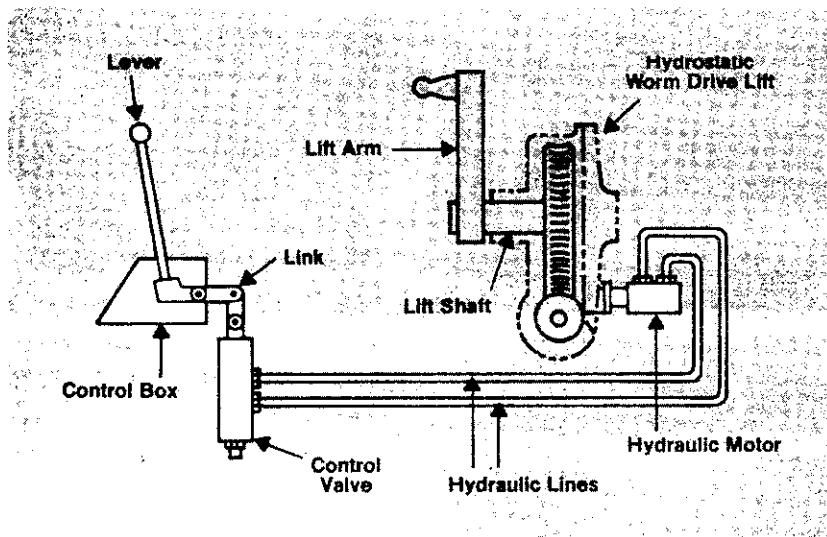 Lever
Hydrostatic
Worm Drive Lift
Lift Arm
Link
Lift Shaft
Control Box
Hydraulic Motor
Control
Valve
Hydraulic Lines